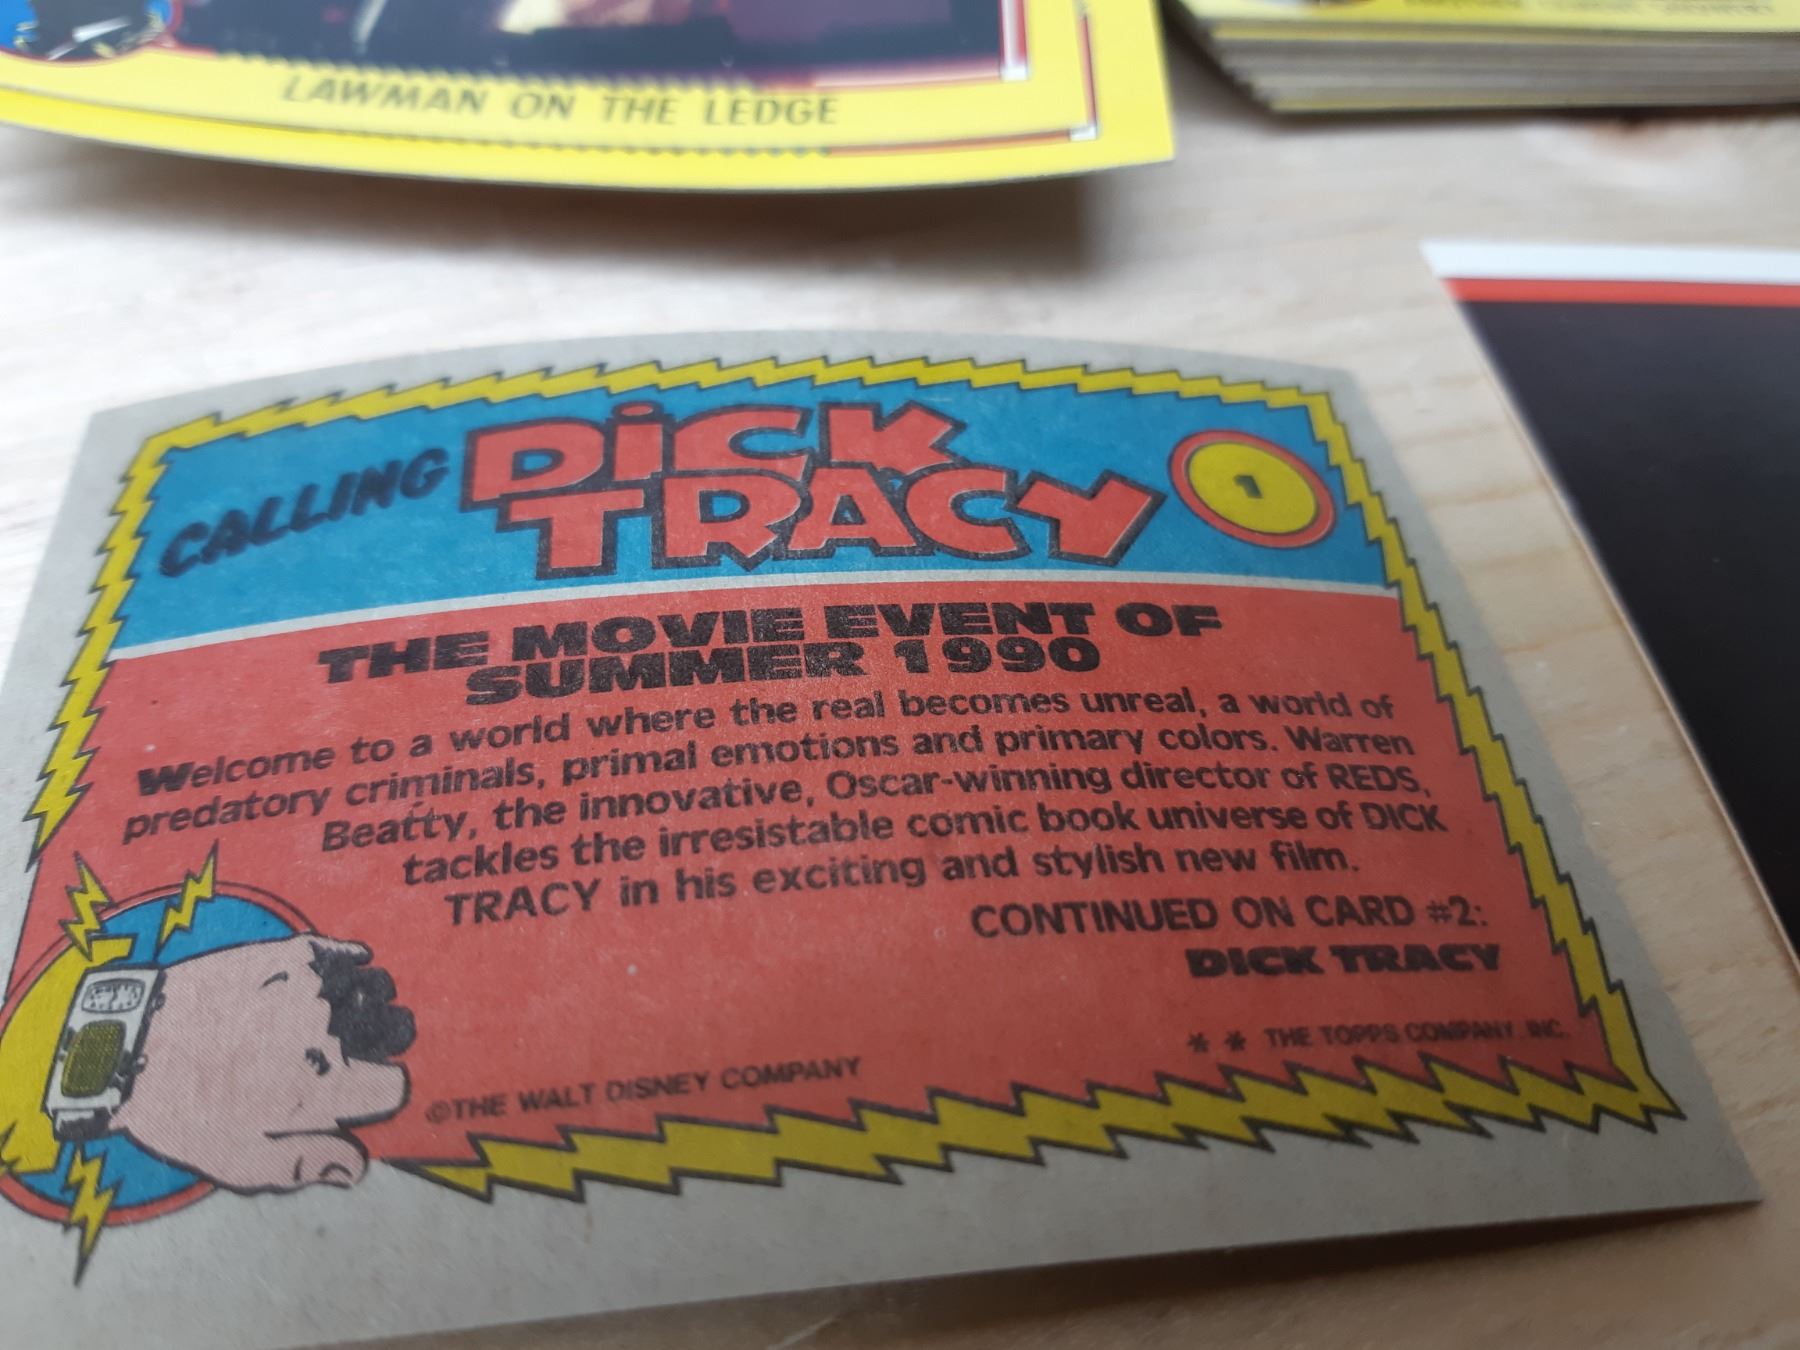 LAWMAN ON THE LEDGE
CALLING
DiCK
TRACY
1
THE MOVIE EVENT OF
SUMMER 1990
Welcome to a world where the real becomes unreal, a world of
predatory criminals, primal emotions and primary colors. Warren
Beatty, the innovative, Oscar-winning director of REDS,
tackles the irresistable comic book universe of DICK
TRACY in his exciting and stylish new film.
CONTINUED ON CARD #2:
DICK TRACY
©THE WALT DISNEY COMPANY
* * THE TOPPS COMPANY, INC.